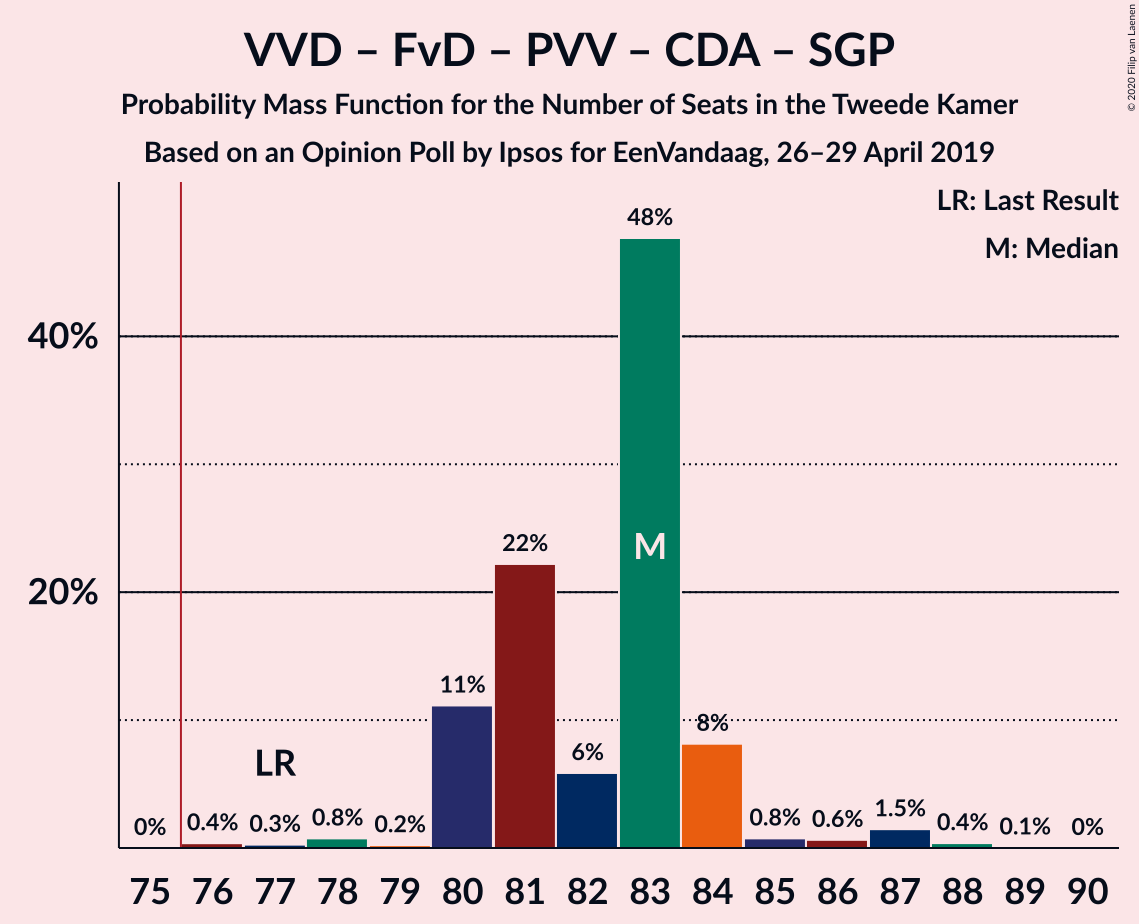 VVD – FvD – PVV – CDA – SGP
Probability Mass Function for the Number of Seats in the Tweede Kamer
Based on an Opinion Poll by Ipsos for EenVandaag, 26–29 April 2019
© 2020 Filip van Laenen
LR: Last Result
M: Median
40%
20%
0% 0.4% 0.3% 0.8% 0.2% 11% 22% 6% 48% 8% 0.8% 0.6% 1.5% 0.4% 0.1% 0%
LR
M
75 76 77 78 79 80 81 82 83 84 85 86 87 88 89 90